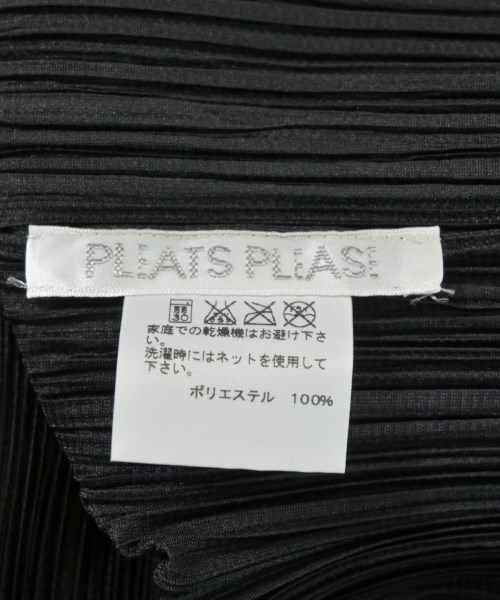 PLEATS PLEASE
30
家庭での乾燥機はお避け下さ
い。
洗濯時にはネットを使用して
下さい。
ポリエステル 100%